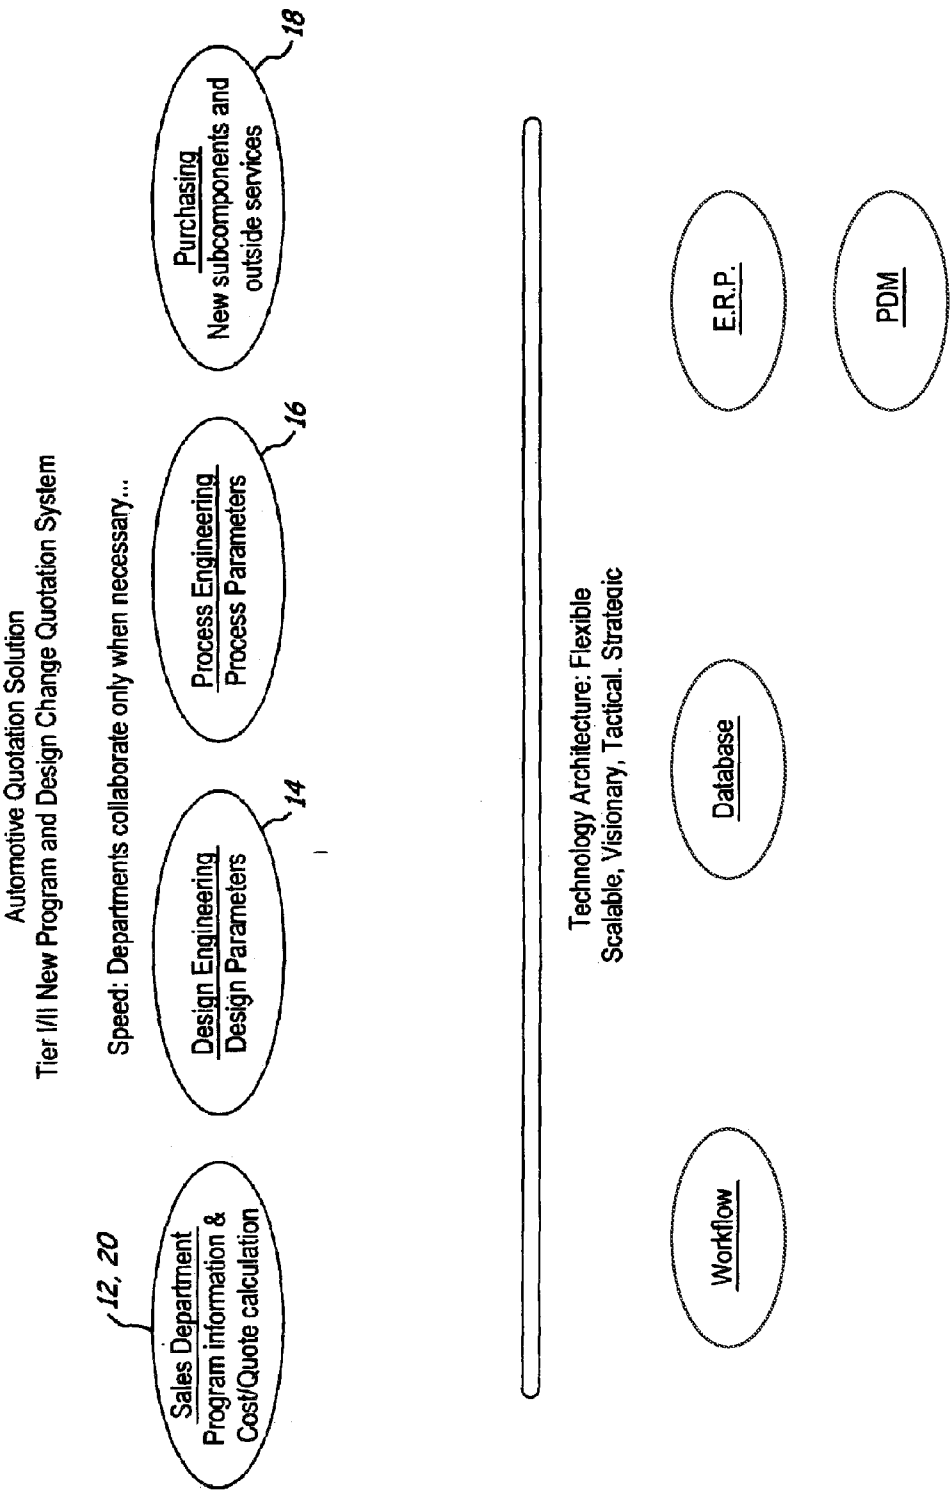 Automotive Quotation Solution
Tier I/II New Program and Design Change Quotation System
Speed: Departments collaborate only when necessary...
12, 20
Sales Department
Program information &
Cost/Quote calculation
14
Design Engineering
Design Parameters
16
Process Engineering
Process Parameters
18
Purchasing
New subcomponents and
outside services
Technology Architecture: Flexible
Scalable, Visionary, Tactical. Strategic
Workflow
Database
E.R.P.
PDM